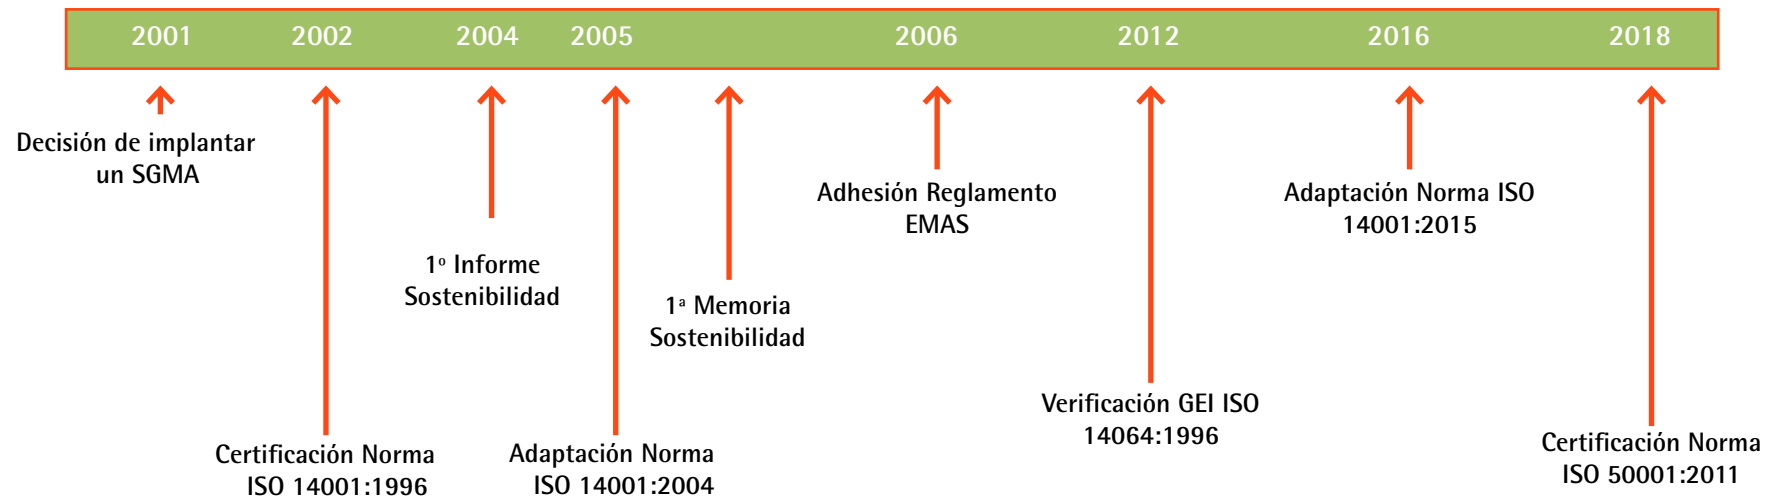 2001 2002 2004 2005 2006 2012 2016 2018
Decisión de implantar
un SGMA
Certificación Norma
ISO 14001:1996
1º Informe
Sostenibilidad
Adaptación Norma
ISO 14001:2004
1ª Memoria
Sostenibilidad
Adhesión Reglamento
EMAS
Verificación GEI ISO
14064:1996
Adaptación Norma ISO
14001:2015
Certificación Norma
ISO 50001:2011